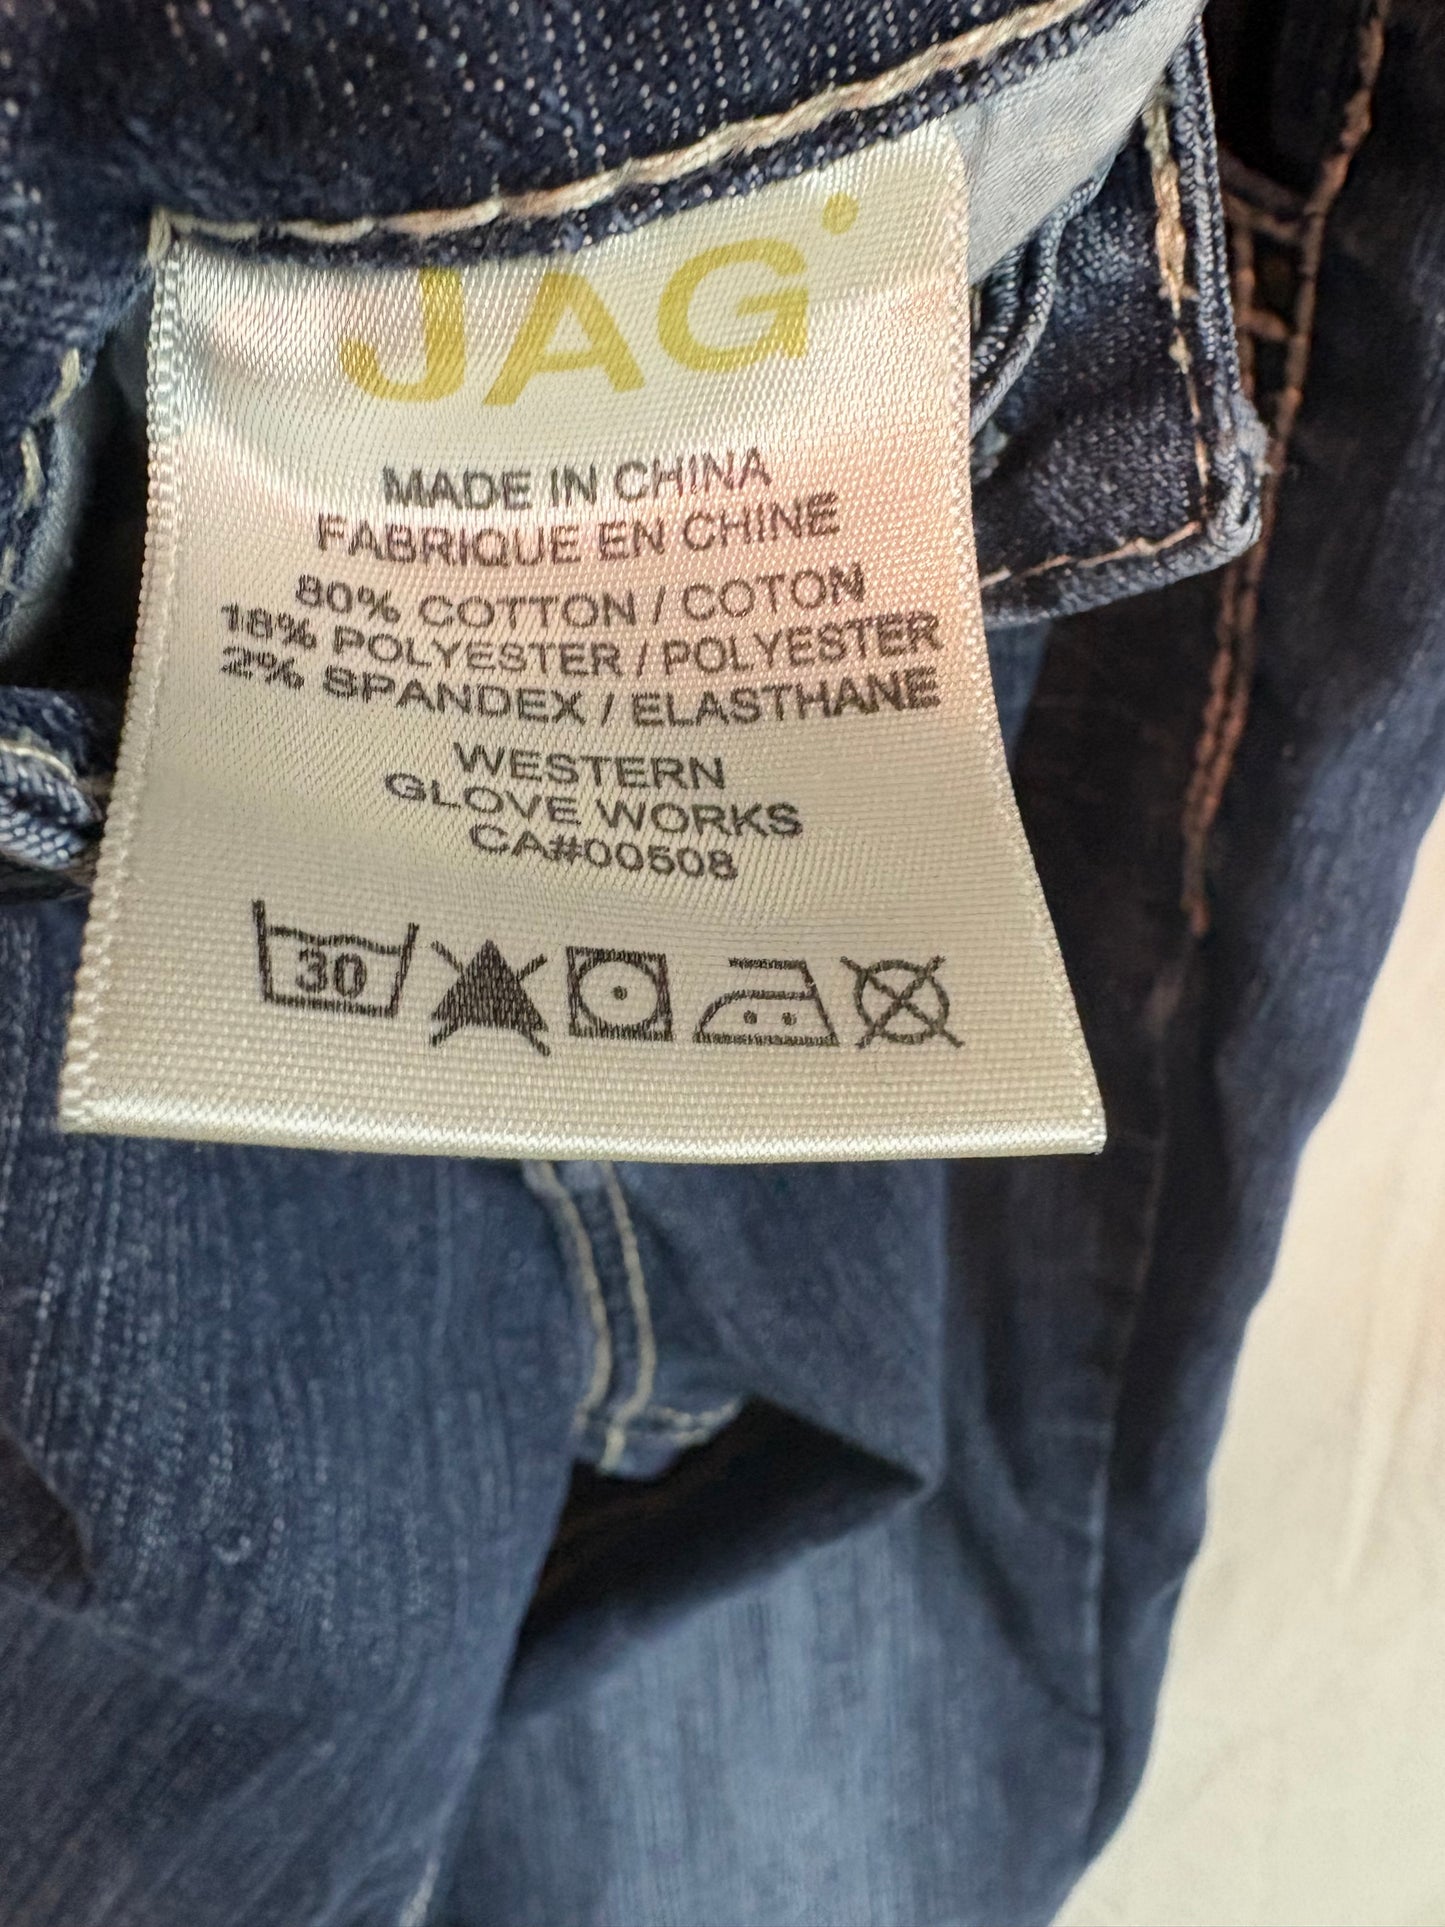 JAG
MADE IN CHINA
FABRIQUE EN CHINE
80% COTTON / COTON
18% POLYESTER / POLYESTER
2% SPANDEX / ELASTHANE
WESTERN
GLOVE WORKS
CA#00508
30